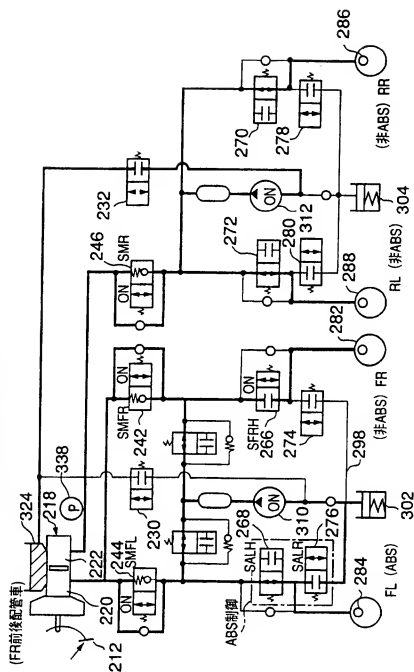 (FR前後配管車)
324
218
338
222
220
212
244
SMFL
ON
242
SMFR
ON
246
SMR
ON
232
230
268
SALH
SALR
276
ABS制御
310
ON
SFRH
ON
266
274
272
280
312
ON
270
278
298
302
304
284
FL (ABS)
282
FR
(非ABS)
288
RL
(非ABS)
286
RR
(非ABS)
P